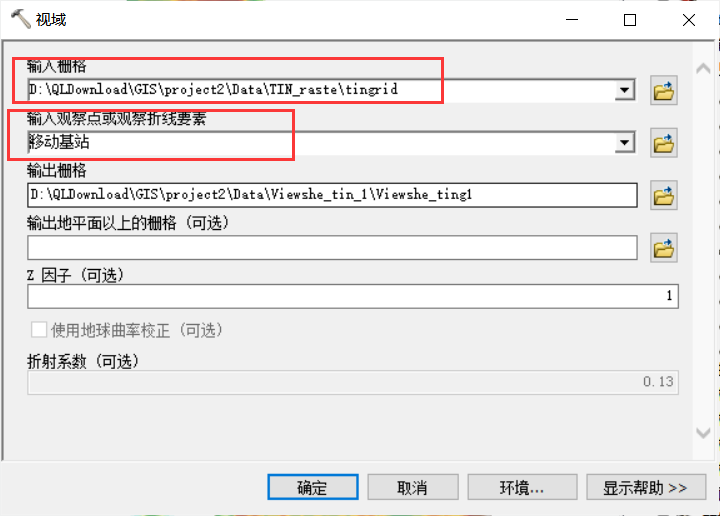 视域
输入栅格
D:\QLDownload\GIS\project2\Data\TIN_raste\tingrid
输入观察点或观察折线要素
移动基站
输出栅格
D:\QLDownload\GIS\project2\Data\Viewshe_tin_1\Viewshe_ting1
输出地平面以上的栅格（可选）
Z 因子（可选）
1
使用地球曲率校正（可选）
折射系数（可选）
0.13
确定
取消
环境...
显示帮助 >>